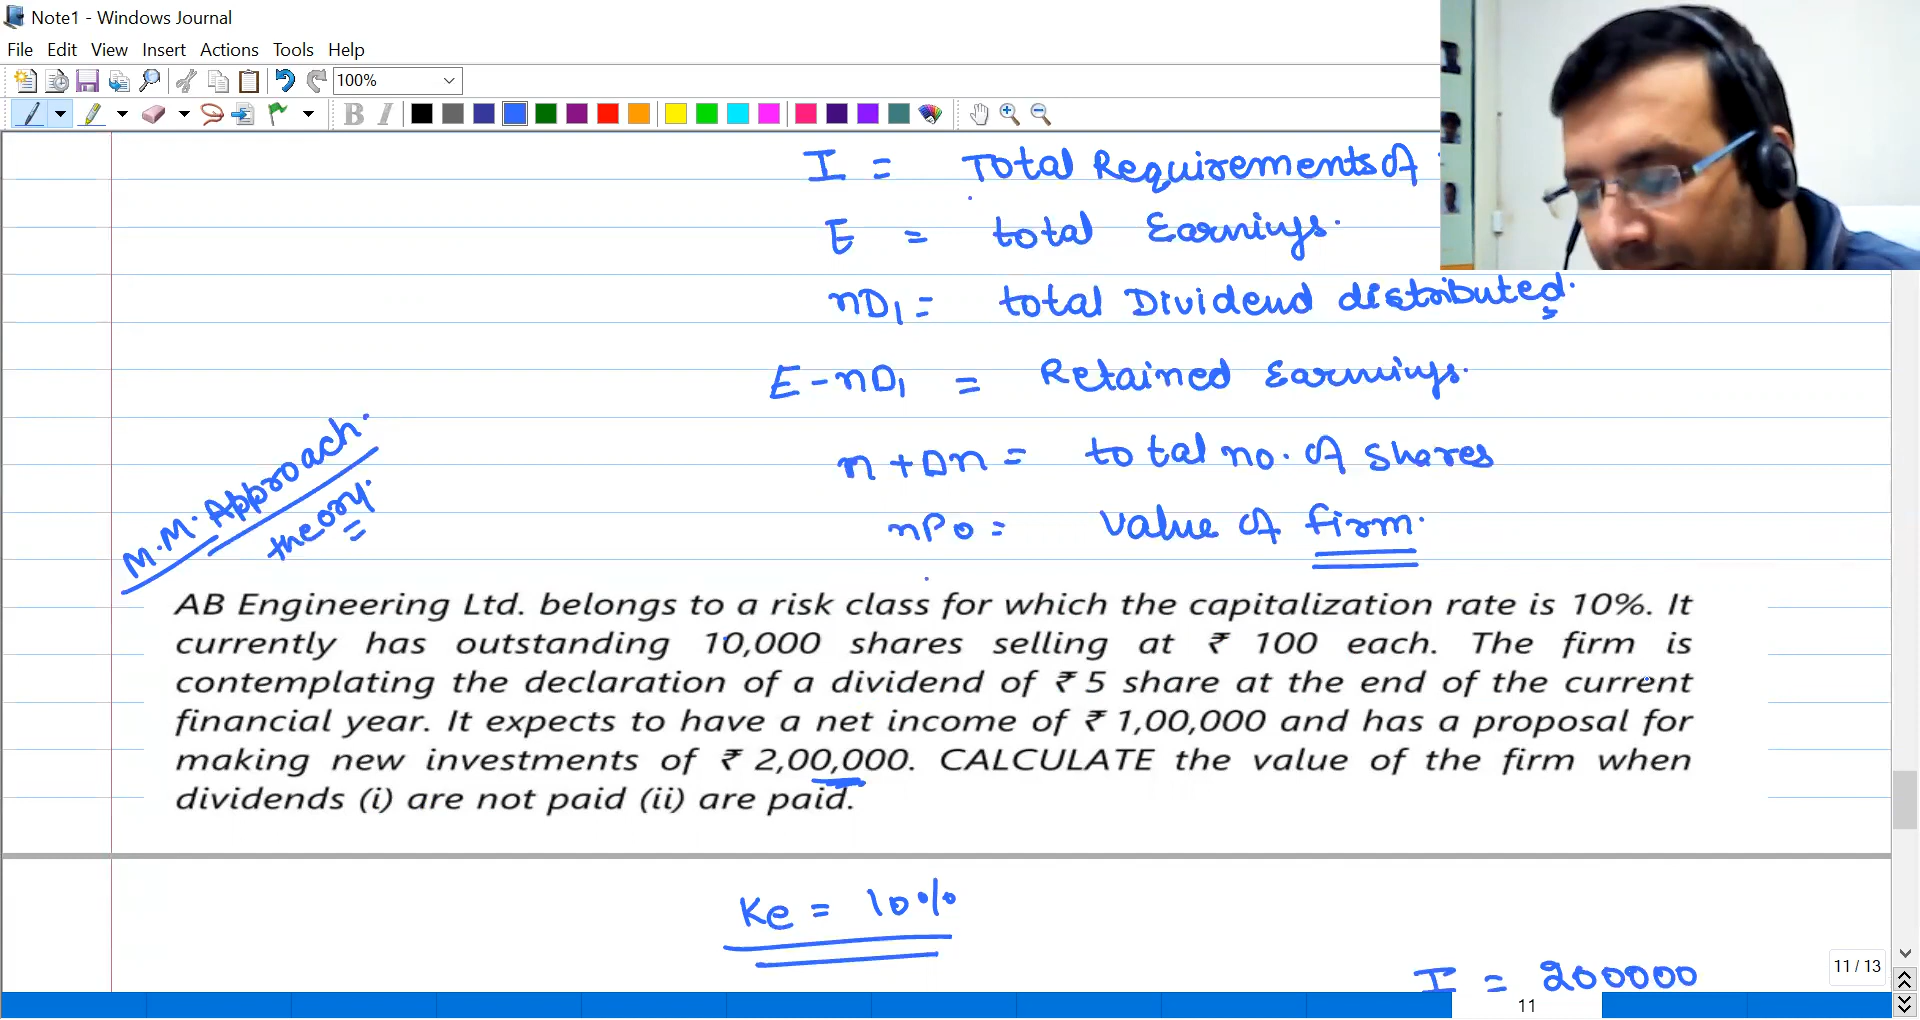 Note1 - Windows Journal
File Edit View Insert Actions Tools Help
100%
B I
I = Total Requirements of
E = total Earnings.
nD1 = total Dividend distributed.
E - nD1 = Retained Earnings.
n + Dn = total no. of shares
nPo = Value of firm.
M.M. Approach.
theory.
AB Engineering Ltd. belongs to a risk class for which the capitalization rate is 10%. It
currently has outstanding 10,000 shares selling at ₹ 100 each. The firm is
contemplating the declaration of a dividend of ₹ 5 share at the end of the current
financial year. It expects to have a net income of ₹ 1,00,000 and has a proposal for
making new investments of ₹ 2,00,000. CALCULATE the value of the firm when
dividends (i) are not paid (ii) are paid.
Ke = 10%
I = 200000
11 / 13
11